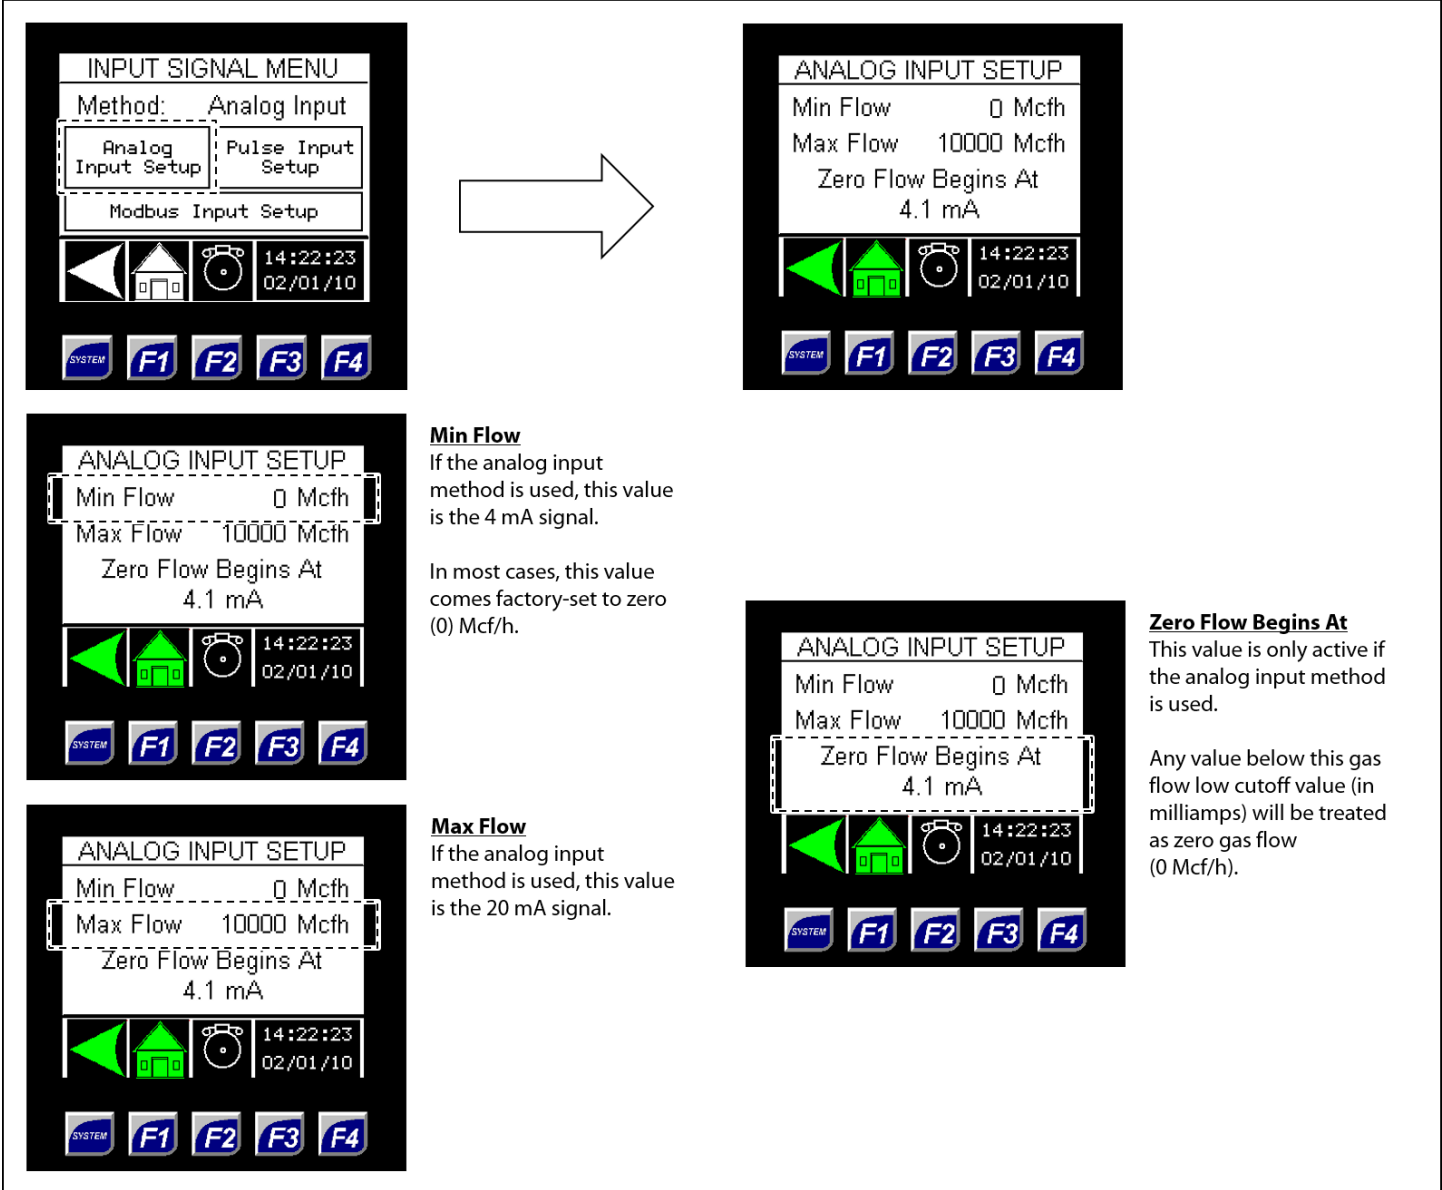 INPUT SIGNAL MENU
Method: Analog Input
Analog
Input Setup
Pulse Input
Setup
Modbus Input Setup
14:22:23
02/01/10
SYSTEM F1 F2 F3 F4
ANALOG INPUT SETUP
Min Flow 0 Mcfh
Max Flow 10000 Mcfh
Zero Flow Begins At
4.1 mA
14:22:23
02/01/10
SYSTEM F1 F2 F3 F4
ANALOG INPUT SETUP
Min Flow 0 Mcfh
Max Flow 10000 Mcfh
Zero Flow Begins At
4.1 mA
14:22:23
02/01/10
SYSTEM F1 F2 F3 F4
Min Flow
If the analog input
method is used, this value
is the 4 mA signal.
In most cases, this value
comes factory-set to zero
(0) Mcf/h.
ANALOG INPUT SETUP
Min Flow 0 Mcfh
Max Flow 10000 Mcfh
Zero Flow Begins At
4.1 mA
14:22:23
02/01/10
SYSTEM F1 F2 F3 F4
Max Flow
If the analog input
method is used, this value
is the 20 mA signal.
ANALOG INPUT SETUP
Min Flow 0 Mcfh
Max Flow 10000 Mcfh
Zero Flow Begins At
4.1 mA
14:22:23
02/01/10
SYSTEM F1 F2 F3 F4
Zero Flow Begins At
This value is only active if
the analog input method
is used.
Any value below this gas
flow low cutoff value (in
milliamps) will be treated
as zero gas flow
(0 Mcf/h).